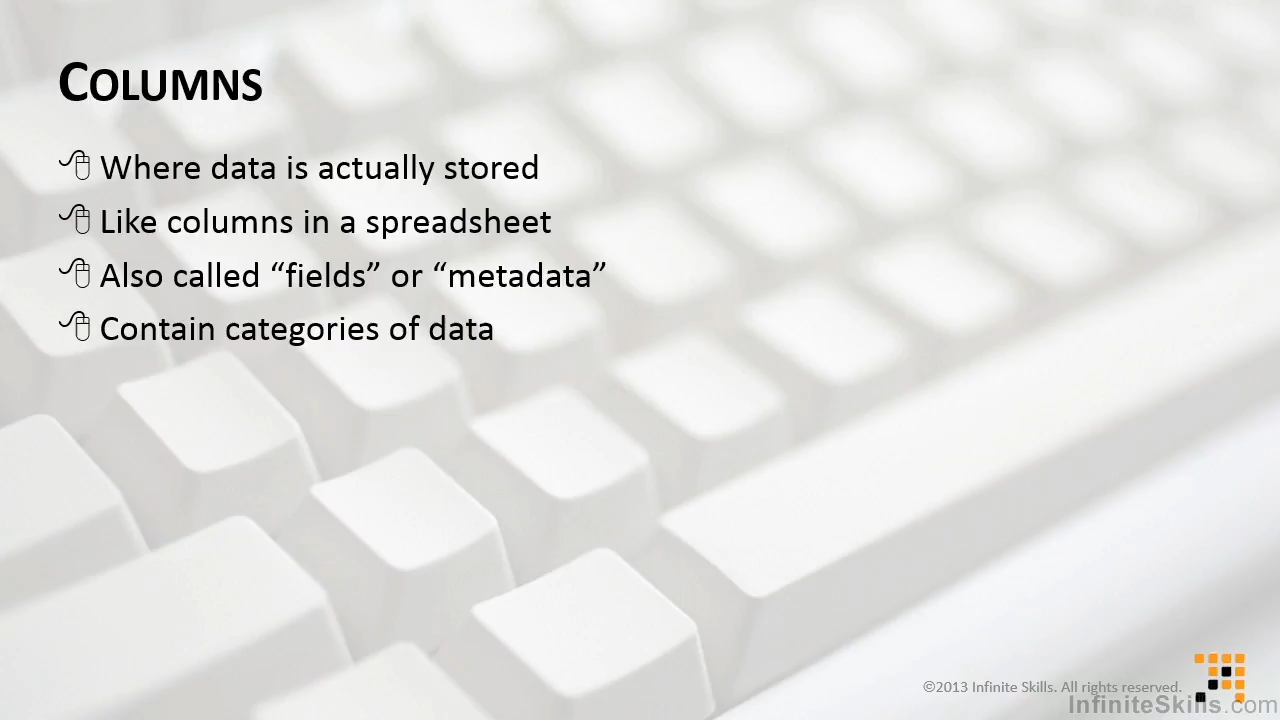 COLUMNS
Where data is actually stored
Like columns in a spreadsheet
Also called “fields” or “metadata”
Contain categories of data
©2013 Infinite Skills. All rights reserved.
InfiniteSkills.com